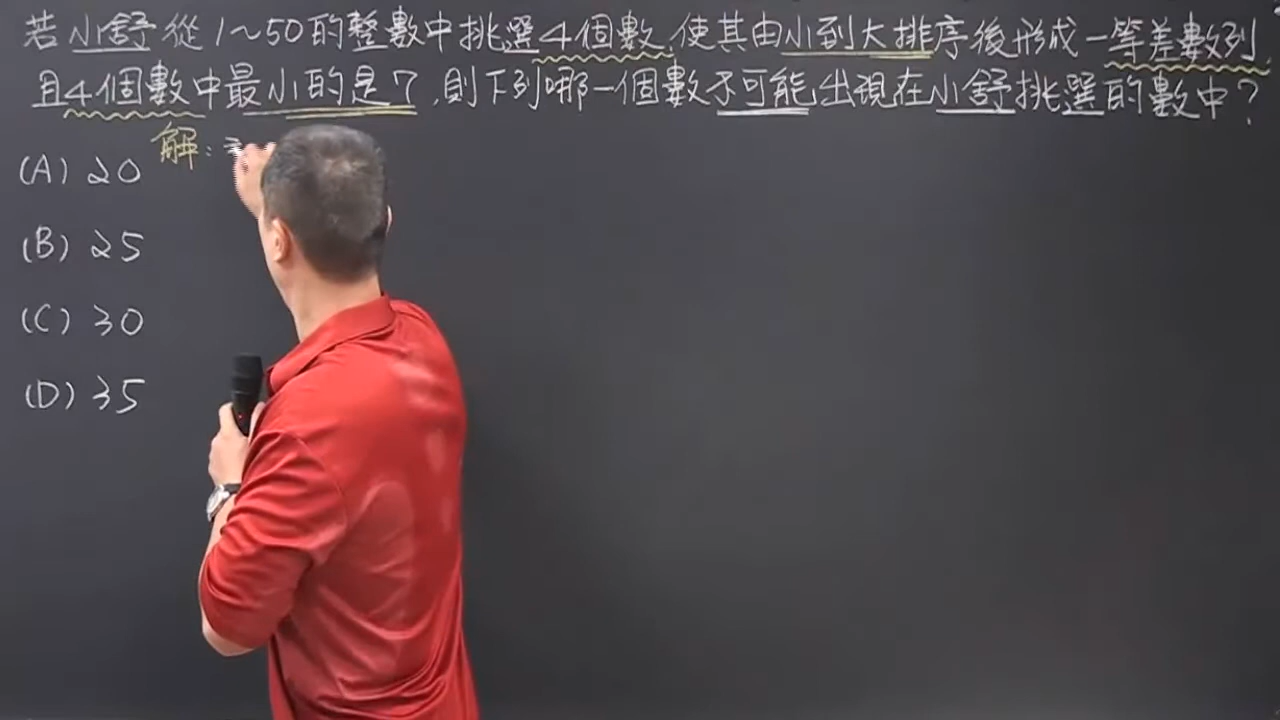 若小舒從1~50的整數中挑選4個數,使其由小到大排序後形成一等差數列,
且4個數中最小的是7,則下列哪一個數不可能出現在小舒挑選的數中?
解:
(A) 20
(B) 25
(C) 30
(D) 35